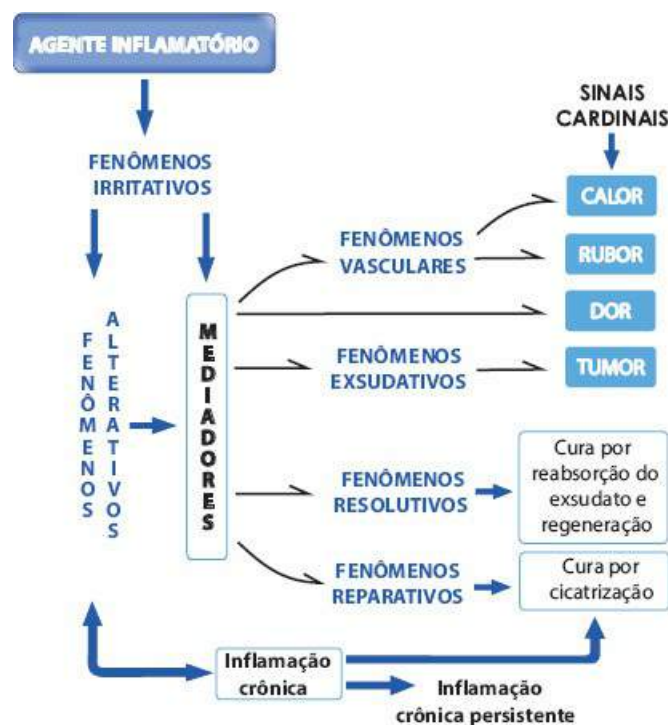 AGENTE INFLAMATÓRIO
SINAIS
CARDINAIS
FENÔMENOS
IRRITATIVOS
CALOR
FENÔMENOS
VASCULARES
RUBOR
DOR
FENÔMENOS
ALTERATIVOS
MEDIADORES
FENÔMENOS
EXSUDATIVOS
TUMOR
FENÔMENOS
RESOLUTIVOS
Cura por
reabsorção do
exsudato e
regeneração
FENÔMENOS
REPARATIVOS
Cura por
cicatrização
Inflamação
crônica
Inflamação
crônica persistente